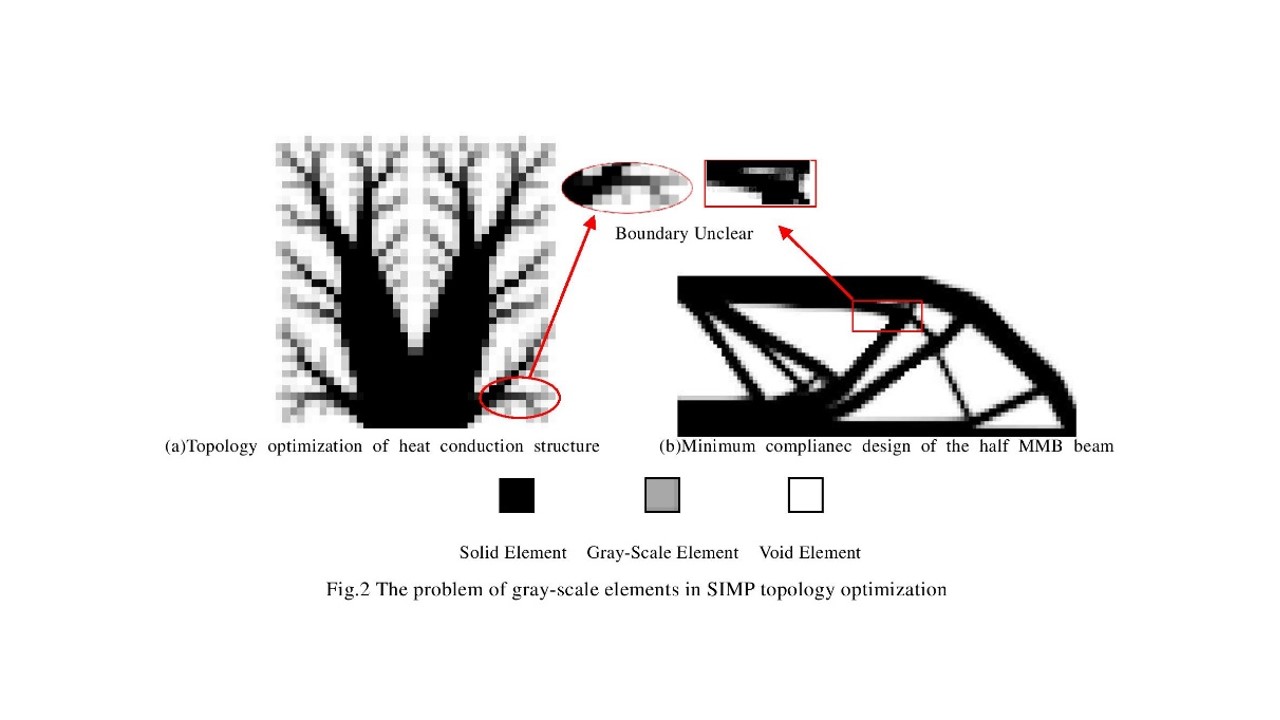 Boundary Unclear
(a)Topology optimization of heat conduction structure
(b)Minimum complianec design of the half MMB beam
Solid Element
Gray-Scale Element
Void Element
Fig.2 The problem of gray-scale elements in SIMP topology optimization